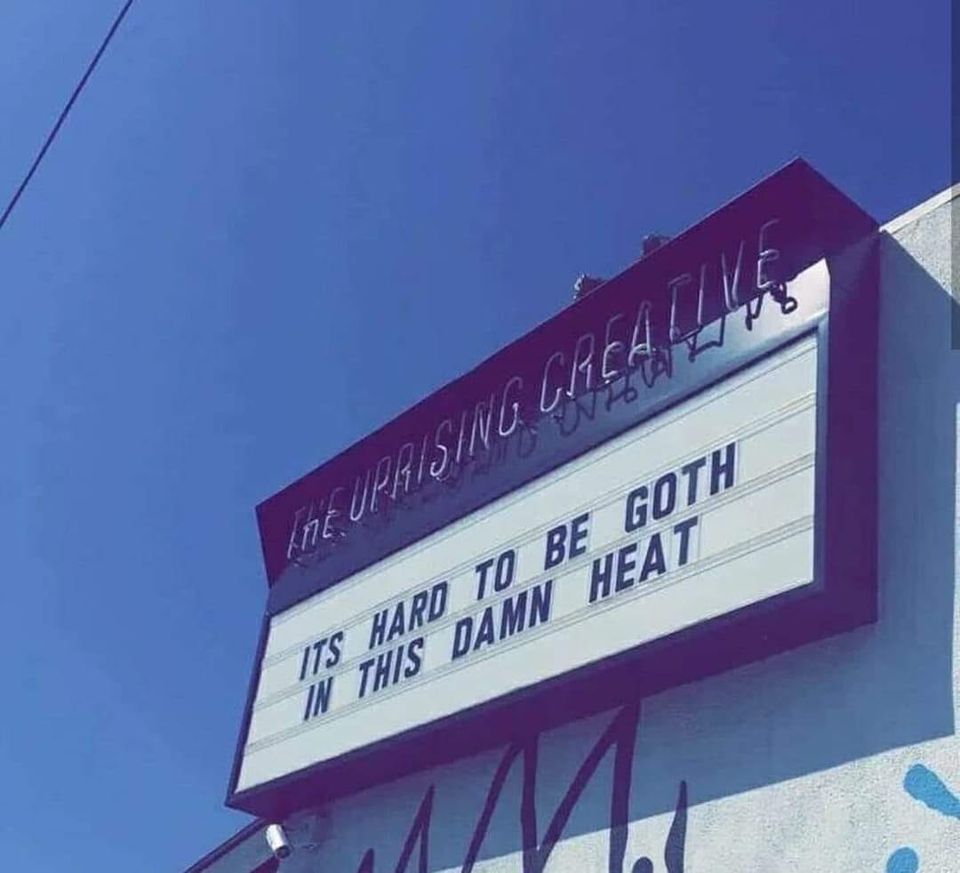 THE UPRISING CREATIVE
ITS HARD TO BE GOTH
IN THIS DAMN HEAT